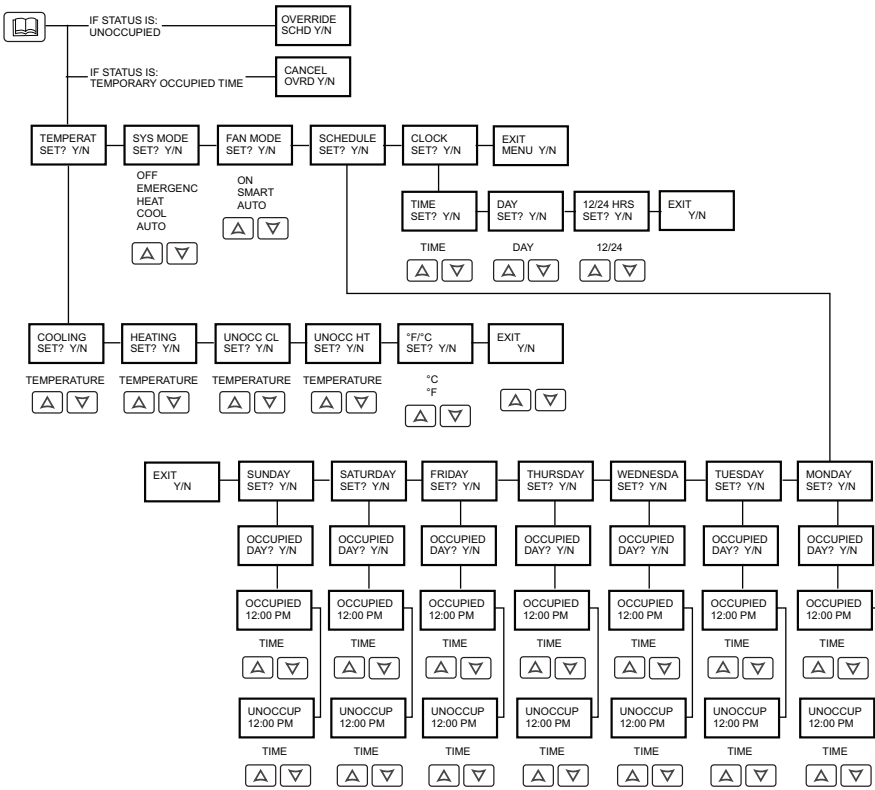 IF STATUS IS:
UNOCCUPIED
OVERRIDE
SCHD Y/N
IF STATUS IS:
TEMPORARY OCCUPIED TIME
CANCEL
OVRD Y/N
TEMPERAT
SET? Y/N
SYS MODE
SET? Y/N
FAN MODE
SET? Y/N
SCHEDULE
SET? Y/N
CLOCK
SET? Y/N
EXIT
MENU Y/N
OFF
EMERGENC
HEAT
COOL
AUTO
ON
SMART
AUTO
TIME
SET? Y/N
DAY
SET? Y/N
12/24 HRS
SET? Y/N
EXIT
Y/N
TIME
DAY
12/24
COOLING
SET? Y/N
HEATING
SET? Y/N
UNOCC CL
SET? Y/N
UNOCC HT
SET? Y/N
°F/°C
SET? Y/N
EXIT
Y/N
TEMPERATURE
TEMPERATURE
TEMPERATURE
TEMPERATURE
°C
°F
EXIT
Y/N
SUNDAY
SET? Y/N
SATURDAY
SET? Y/N
FRIDAY
SET? Y/N
THURSDAY
SET? Y/N
WEDNESDA
SET? Y/N
TUESDAY
SET? Y/N
MONDAY
SET? Y/N
OCCUPIED
DAY? Y/N
OCCUPIED
DAY? Y/N
OCCUPIED
DAY? Y/N
OCCUPIED
DAY? Y/N
OCCUPIED
DAY? Y/N
OCCUPIED
DAY? Y/N
OCCUPIED
DAY? Y/N
OCCUPIED
12:00 PM
OCCUPIED
12:00 PM
OCCUPIED
12:00 PM
OCCUPIED
12:00 PM
OCCUPIED
12:00 PM
OCCUPIED
12:00 PM
OCCUPIED
12:00 PM
TIME
TIME
TIME
TIME
TIME
TIME
TIME
UNOCCUP
12:00 PM
UNOCCUP
12:00 PM
UNOCCUP
12:00 PM
UNOCCUP
12:00 PM
UNOCCUP
12:00 PM
UNOCCUP
12:00 PM
UNOCCUP
12:00 PM
TIME
TIME
TIME
TIME
TIME
TIME
TIME